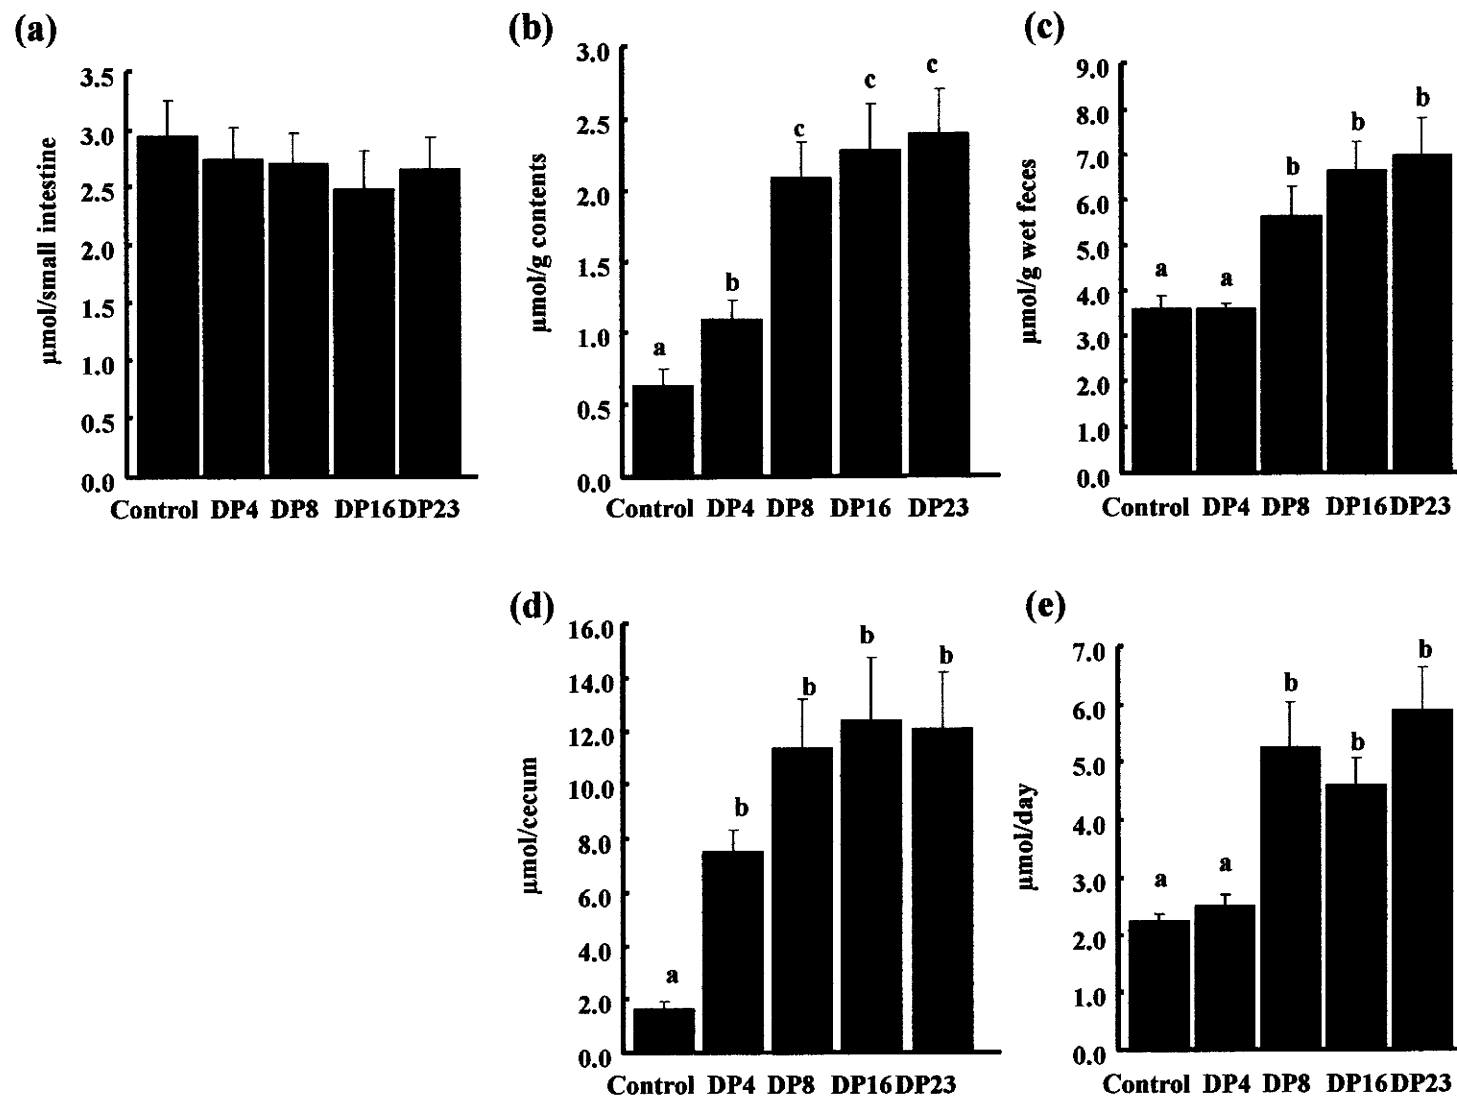 (a)
3.5
3.0
2.5
2.0
1.5
1.0
0.5
0.0
µmol/small intestine
Control DP4 DP8 DP16 DP23
(b)
3.0
2.5
2.0
1.5
1.0
0.5
0.0
µmol/g contents
a
b
c
c
c
Control DP4 DP8 DP16 DP23
(c)
9.0
8.0
7.0
6.0
5.0
4.0
3.0
2.0
1.0
0.0
µmol/g wet feces
a
a
b
b
b
Control DP4 DP8 DP16 DP23
(d)
16.0
14.0
12.0
10.0
8.0
6.0
4.0
2.0
0.0
µmol/cecum
a
b
b
b
b
Control DP4 DP8 DP16 DP23
(e)
7.0
6.0
5.0
4.0
3.0
2.0
1.0
0.0
µmol/day
a
a
b
b
b
Control DP4 DP8 DP16 DP23